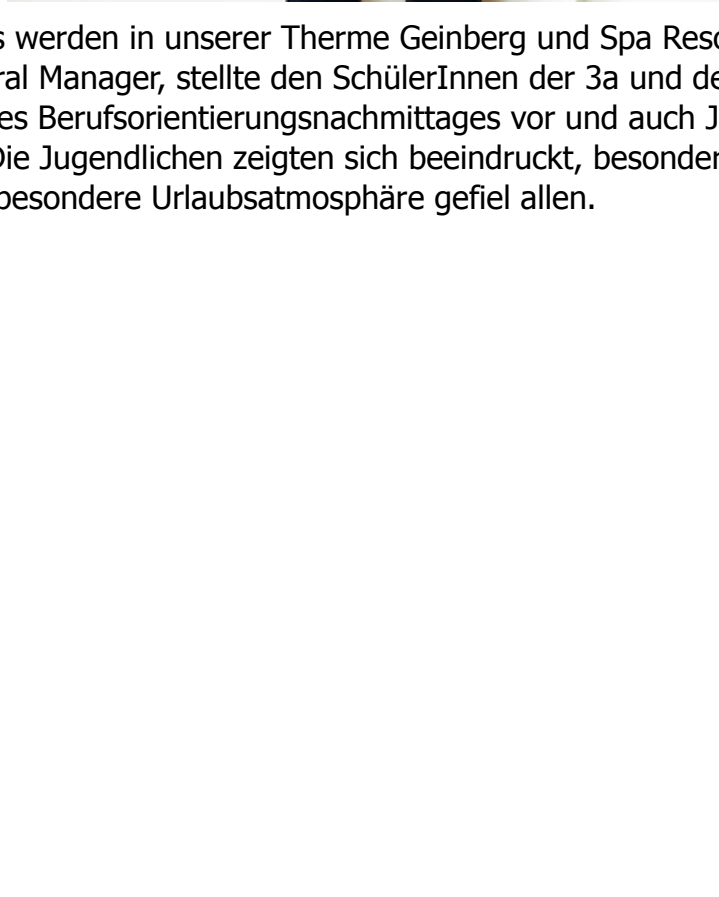 s werden in unserer Therme Geinberg und Spa Reso
ral Manager, stellte den SchülerInnen der 3a und de
es Berufsorientierungsnachmittages vor und auch J
Die Jugendlichen zeigten sich beeindruckt, besonder
besondere Urlaubsatmosphäre gefiel allen.